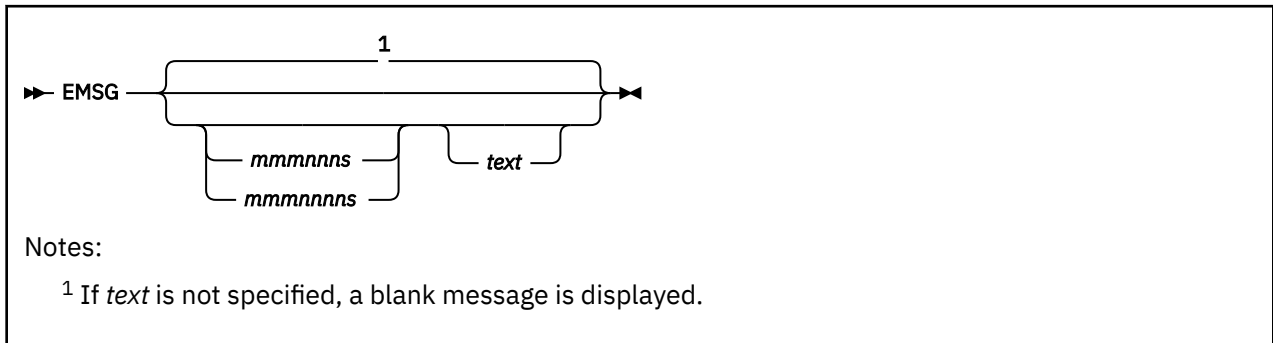 1
EMSG
mmmnnns
text
mmmnnnns
Notes:
1 If text is not specified, a blank message is displayed.